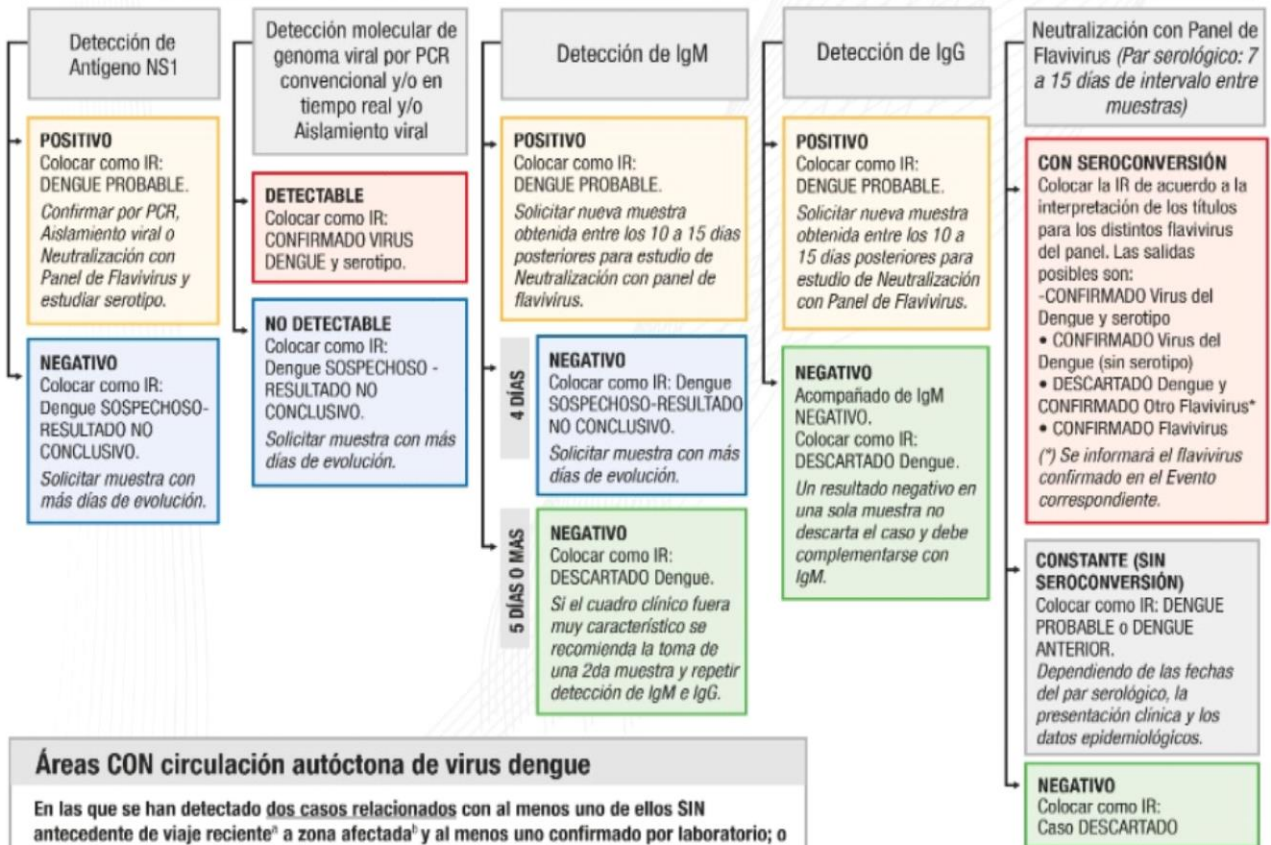 Detección de
Antígeno NS1
POSITIVO
Colocar como IR:
DENGUE PROBABLE.
Confirmar por PCR,
Aislamiento viral o
Neutralización con
Panel de Flavivirus y
estudiar serotipo.
NEGATIVO
Colocar como IR:
Dengue SOSPECHOSO-
RESULTADO NO
CONCLUSIVO.
Solicitar muestra con
más días de evolución.
Detección molecular de
genoma viral por PCR
convencional y/o en
tiempo real y/o
Aislamiento viral
DETECTABLE
Colocar como IR:
CONFIRMADO VIRUS
DENGUE y serotipo.
NO DETECTABLE
Colocar como IR:
Dengue SOSPECHOSO -
RESULTADO NO
CONCLUSIVO.
Solicitar muestra con más
días de evolución.
Detección de IgM
POSITIVO
Colocar como IR:
DENGUE PROBABLE.
Solicitar nueva muestra
obtenida entre los 10 a 15 días
posteriores para estudio de
Neutralización con panel de
flavivirus.
4 DÍAS
NEGATIVO
Colocar como IR: Dengue
SOSPECHOSO-RESULTADO
NO CONCLUSIVO.
Solicitar muestra con más
días de evolución.
5 DÍAS O MAS
NEGATIVO
Colocar como IR:
DESCARTADO Dengue.
Si el cuadro clínico fuera
muy característico se
recomienda la toma de
una 2da muestra y repetir
detección de IgM e IgG.
Detección de IgG
POSITIVO
Colocar como IR:
DENGUE PROBABLE.
Solicitar nueva muestra
obtenida entre los 10 a
15 días posteriores para
estudio de Neutralización
con Panel de Flavivirus.
NEGATIVO
Acompañado de IgM
NEGATIVO.
Colocar como IR:
DESCARTADO Dengue.
Un resultado negativo en
una sola muestra no
descarta el caso y debe
complementarse con
IgM.
Neutralización con Panel de
Flavivirus (Par serológico: 7
a 15 días de intervalo entre
muestras)
CON SEROCONVERSIÓN
Colocar la IR de acuerdo a la
interpretación de los títulos
para los distintos flavivirus
del panel. Las salidas
posibles son:
-CONFIRMADO Virus del
Dengue y serotipo
• CONFIRMADO Virus del
Dengue (sin serotipo)
• DESCARTADO Dengue y
CONFIRMADO Otro Flavivirus*
• CONFIRMADO Flavivirus
(*) Se informará el flavivirus
confirmado en el Evento
correspondiente.
CONSTANTE (SIN
SEROCONVERSIÓN)
Colocar como IR: DENGUE
PROBABLE o DENGUE
ANTERIOR.
Dependiendo de las fechas
del par serológico, la
presentación clínica y los
datos epidemiológicos.
NEGATIVO
Colocar como IR:
Caso DESCARTADO
Áreas CON circulación autóctona de virus dengue
En las que se han detectado dos casos relacionados con al menos uno de ellos SIN
antecedente de viaje recienteª a zona afectadaᵇ y al menos uno confirmado por laboratorio; o